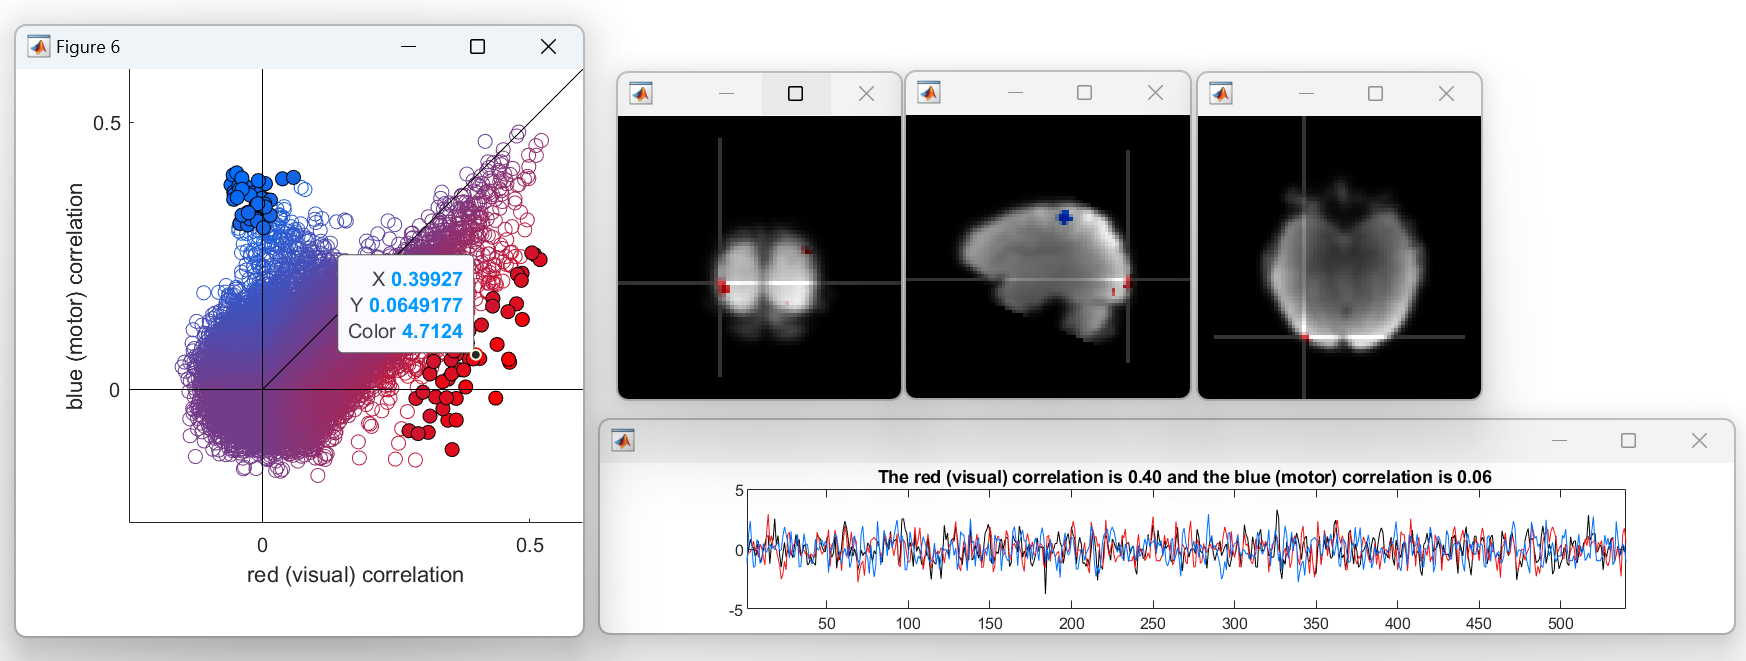 Figure 6
0.5
blue (motor) correlation
0
X 0.39927
Y 0.0649177
Color 4.7124
0 0.5
red (visual) correlation
The red (visual) correlation is 0.40 and the blue (motor) correlation is 0.06
5
0
-5
50 100 150 200 250 300 350 400 450 500